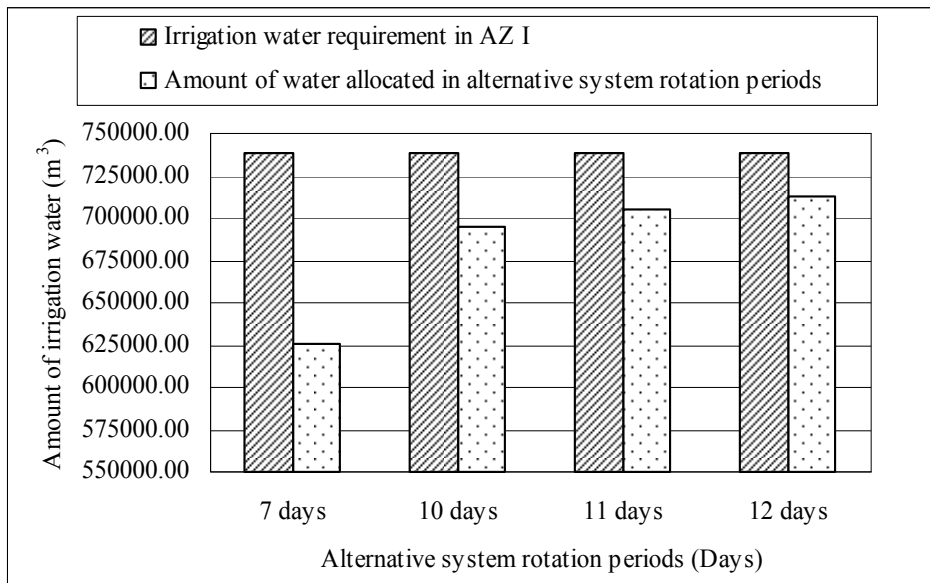 Irrigation water requirement in AZ I
Amount of water allocated in alternative system rotation periods
Amount of irrigation water (m³)
750000.00
725000.00
700000.00
675000.00
650000.00
625000.00
600000.00
575000.00
550000.00
7 days
10 days
11 days
12 days
Alternative system rotation periods (Days)